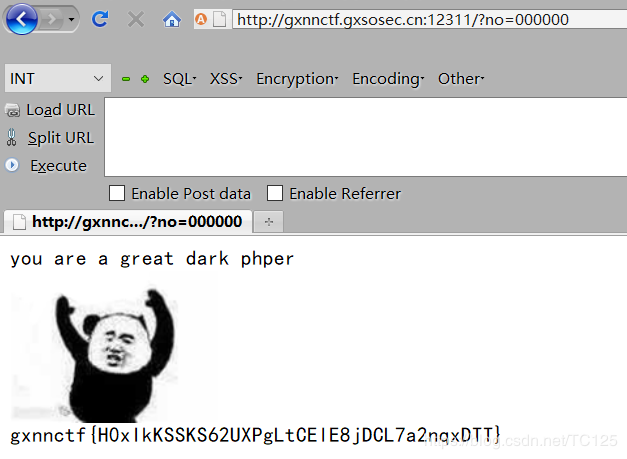 http://gxnnctf.gxsosec.cn:12311/?no=000000
INT SQL· XSS· Encryption· Encoding· Other·
Load URL
Split URL
Execute
Enable Post data Enable Referrer
http://gxnnc.../?no=000000
you are a great dark phper
gxnnctf{HOxlkKSSKS62UXPgLtCElE8jDCL7a2nqxDTT}
https://blog.csdn.net/TC125